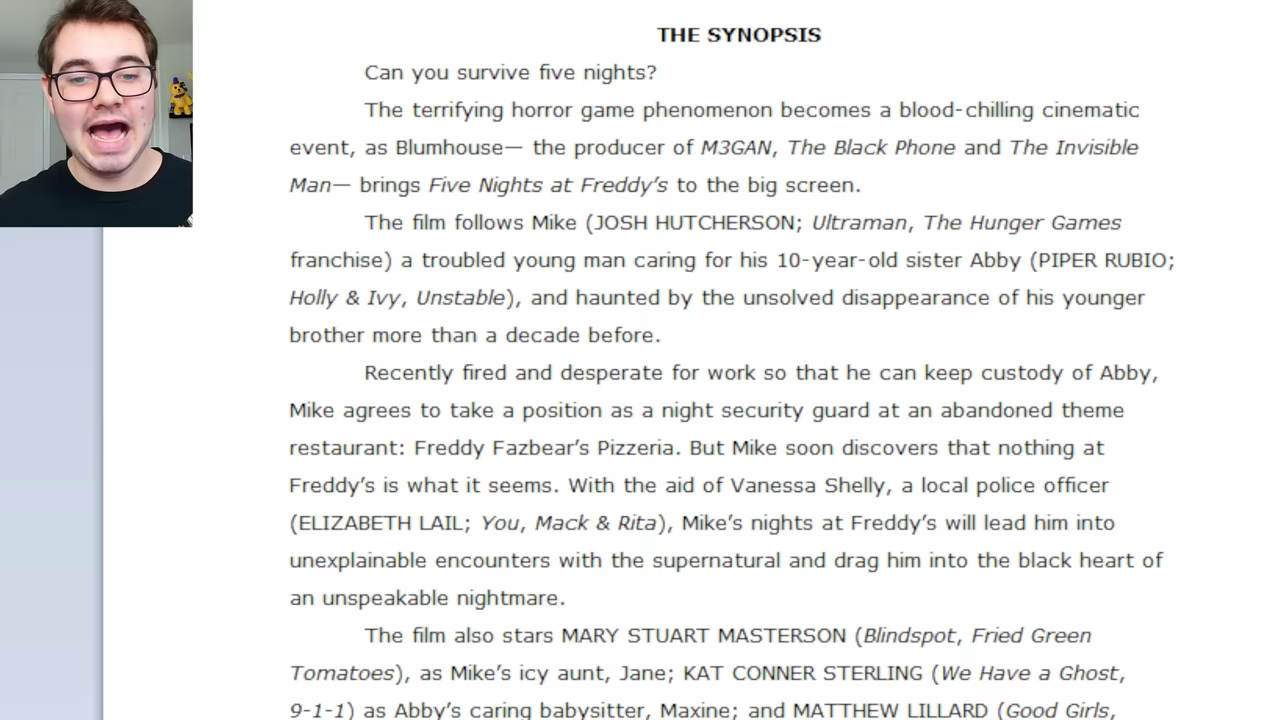 THE SYNOPSIS
Can you survive five nights?
The terrifying horror game phenomenon becomes a blood-chilling cinematic
event, as Blumhouse— the producer of M3GAN, The Black Phone and The Invisible
Man— brings Five Nights at Freddy’s to the big screen.
The film follows Mike (JOSH HUTCHERSON; Ultraman, The Hunger Games
franchise) a troubled young man caring for his 10-year-old sister Abby (PIPER RUBIO;
Holly & Ivy, Unstable), and haunted by the unsolved disappearance of his younger
brother more than a decade before.
Recently fired and desperate for work so that he can keep custody of Abby,
Mike agrees to take a position as a night security guard at an abandoned theme
restaurant: Freddy Fazbear’s Pizzeria. But Mike soon discovers that nothing at
Freddy’s is what it seems. With the aid of Vanessa Shelly, a local police officer
(ELIZABETH LAIL; You, Mack & Rita), Mike’s nights at Freddy’s will lead him into
unexplainable encounters with the supernatural and drag him into the black heart of
an unspeakable nightmare.
The film also stars MARY STUART MASTERSON (Blindspot, Fried Green
Tomatoes), as Mike’s icy aunt, Jane; KAT CONNER STERLING (We Have a Ghost,
9-1-1) as Abby’s caring babysitter, Maxine; and MATTHEW LILLARD (Good Girls,